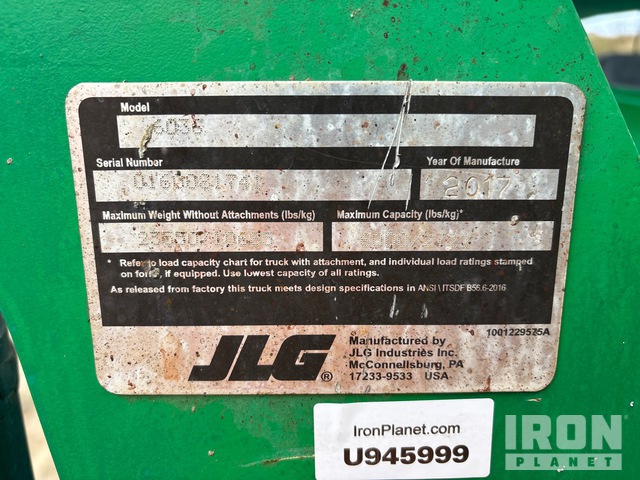 Model
6036
Serial Number
Year Of Manufacture
2017
Maximum Weight Without Attachments (lbs/kg)
Maximum Capacity (lbs/kg)*
* Refer to load capacity chart for truck with attachment, and individual load ratings stamped
on forks, if equipped. Use lowest capacity of all ratings.
As released from factory this truck meets design specifications in ANSI \ ITSDF B56.6-2016
1001229575A
JLG®
Manufactured by
JLG Industries Inc.
McConnellsburg, PA
17233-9533 USA
IronPlanet.com
U945999
IRON
PLANET